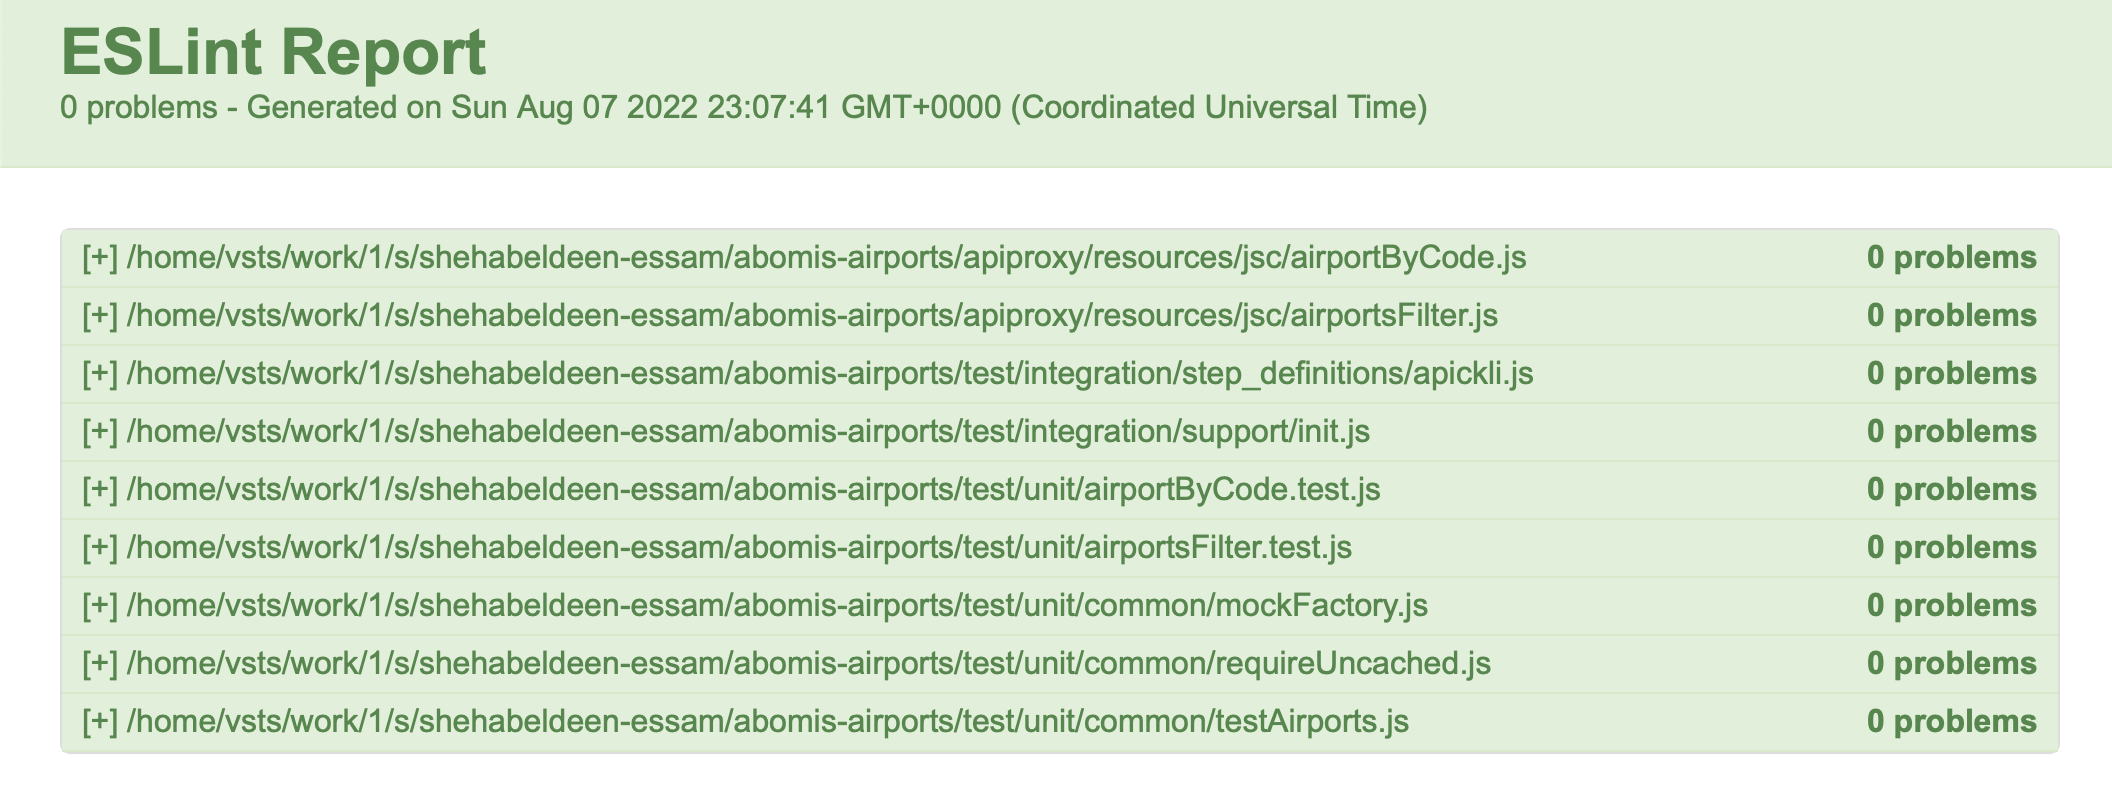 ESLint Report
0 problems - Generated on Sun Aug 07 2022 23:07:41 GMT+0000 (Coordinated Universal Time)
[+] /home/vsts/work/1/s/shehabeldeen-essam/abomis-airports/apiproxy/resources/jsc/airportByCode.js 0 problems
[+] /home/vsts/work/1/s/shehabeldeen-essam/abomis-airports/apiproxy/resources/jsc/airportsFilter.js 0 problems
[+] /home/vsts/work/1/s/shehabeldeen-essam/abomis-airports/test/integration/step_definitions/apickli.js 0 problems
[+] /home/vsts/work/1/s/shehabeldeen-essam/abomis-airports/test/integration/support/init.js 0 problems
[+] /home/vsts/work/1/s/shehabeldeen-essam/abomis-airports/test/unit/airportByCode.test.js 0 problems
[+] /home/vsts/work/1/s/shehabeldeen-essam/abomis-airports/test/unit/airportsFilter.test.js 0 problems
[+] /home/vsts/work/1/s/shehabeldeen-essam/abomis-airports/test/unit/common/mockFactory.js 0 problems
[+] /home/vsts/work/1/s/shehabeldeen-essam/abomis-airports/test/unit/common/requireUncached.js 0 problems
[+] /home/vsts/work/1/s/shehabeldeen-essam/abomis-airports/test/unit/common/testAirports.js 0 problems